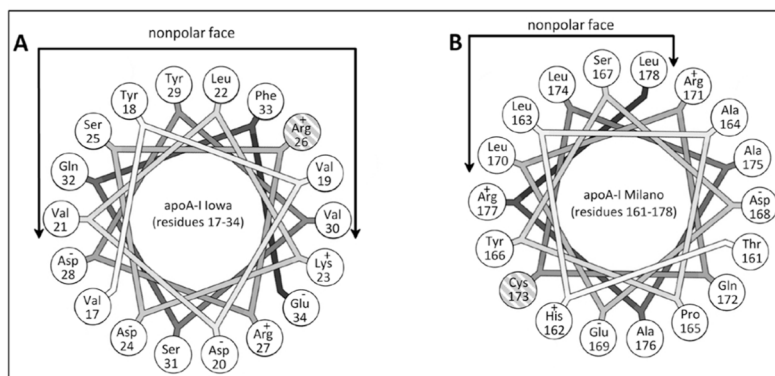 A
nonpolar face
Leu
22
Tyr
29
Phe
33
Tyr
18
+
Arg
26
Ser
25
Val
19
Gln
32
Val
30
Val
21
Lys+
23
Asp-
28
Glu-
34
Val
17
Arg+
27
Asp-
24
Asp-
20
Ser
31
apoA-I Iowa
(residues 17-34)
B
nonpolar face
Ser
167
Leu
178
+
Arg
171
Leu
174
Ala
164
Leu
163
Ala
175
Leu
170
Asp-
168
+
Arg
177
Thr
161
Tyr
166
Gln
172
Cys
173
Pro
165
+
His
162
Ala
176
Glu-
169
apoA-I Milano
(residues 161-178)